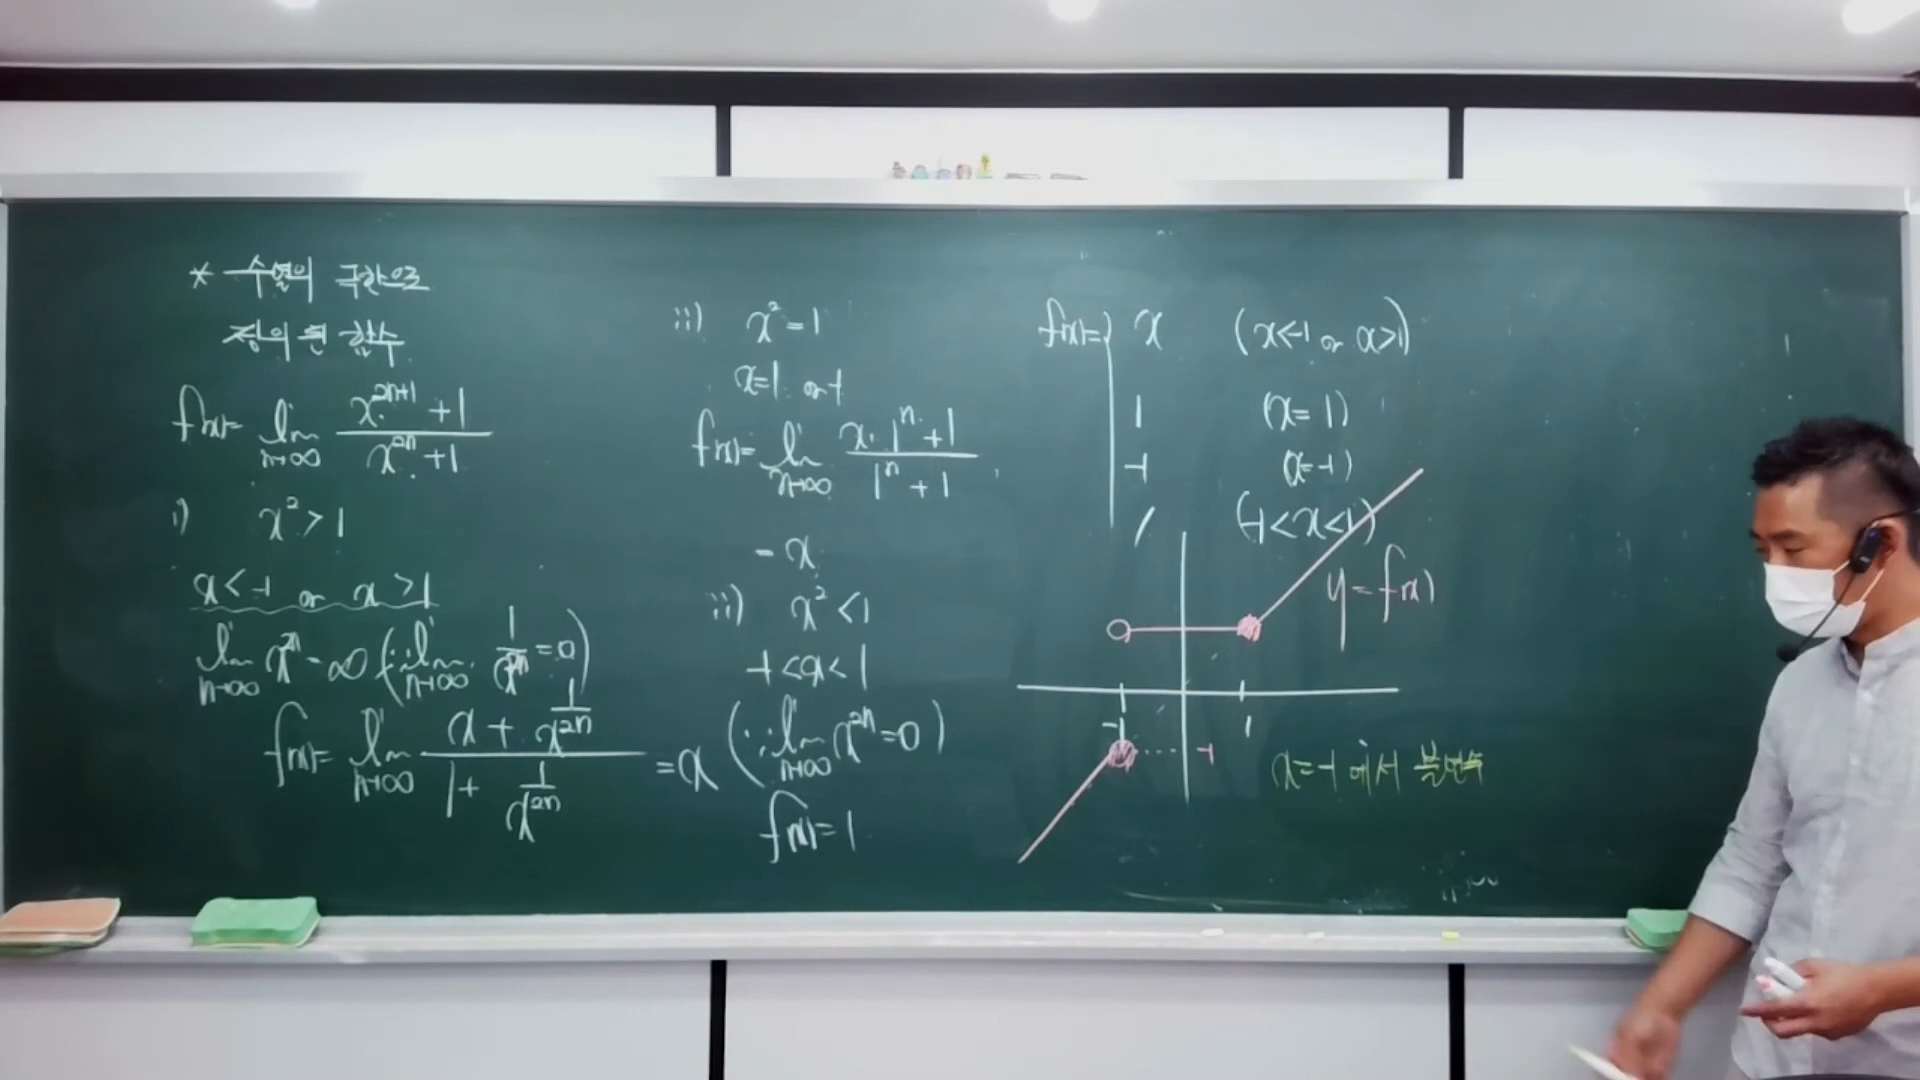 * 수열의 극한으로
정의 된 함수
f(x)= lim n→∞ (x^{2n+1}+1)/(x^{2n}+1)
i) x²>1
x<-1 or x>1
lim n→∞ x^{2n} = ∞ (∵ lim n→∞ 1/x^{2n} = 0)
f(x)= lim n→∞ (x + 1/x^{2n})/(1 + 1/x^{2n}) = x
ii) x²=1
x=1 or -1
f(x)= lim n→∞ (x·1^n+1)/(1^n+1)
= x
iii) x²<1
-1<x<1
(∵ lim n→∞ x^{2n}=0)
f(x)=1
f(x)= x (x<-1 or x>1)
1 (x=1)
-1 (x=-1)
1 (-1<x<1)
y=f(x)
-1 1
-1
x=-1 에서 불연속